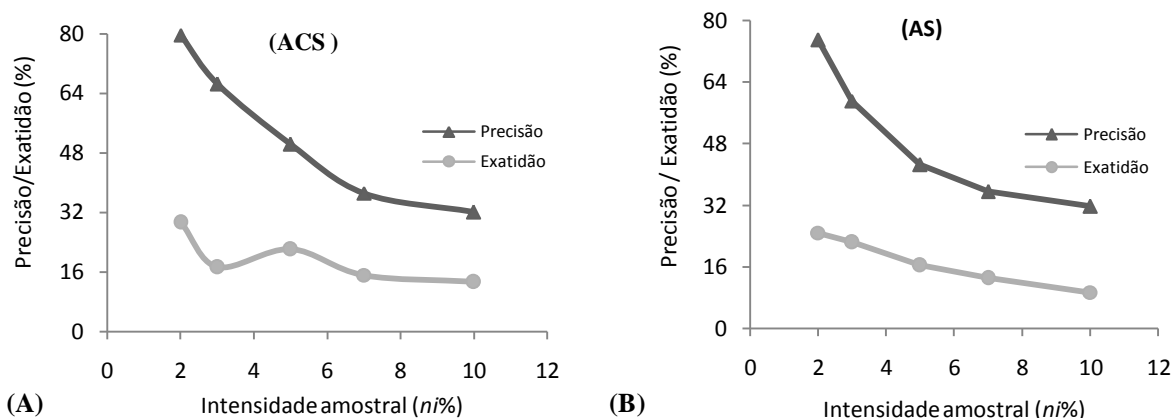 (ACS )
Precisão/Exatidão (%)
80
64
48
32
16
0
Precisão
Exatidão
0 2 4 6 8 10 12
Intensidade amostral (ni%)
(A)
(AS)
Precisão / Exatidão (%)
80
64
48
32
16
0
Precisão
Exatidão
0 2 4 6 8 10 12
Intensidade amostral (ni%)
(B)